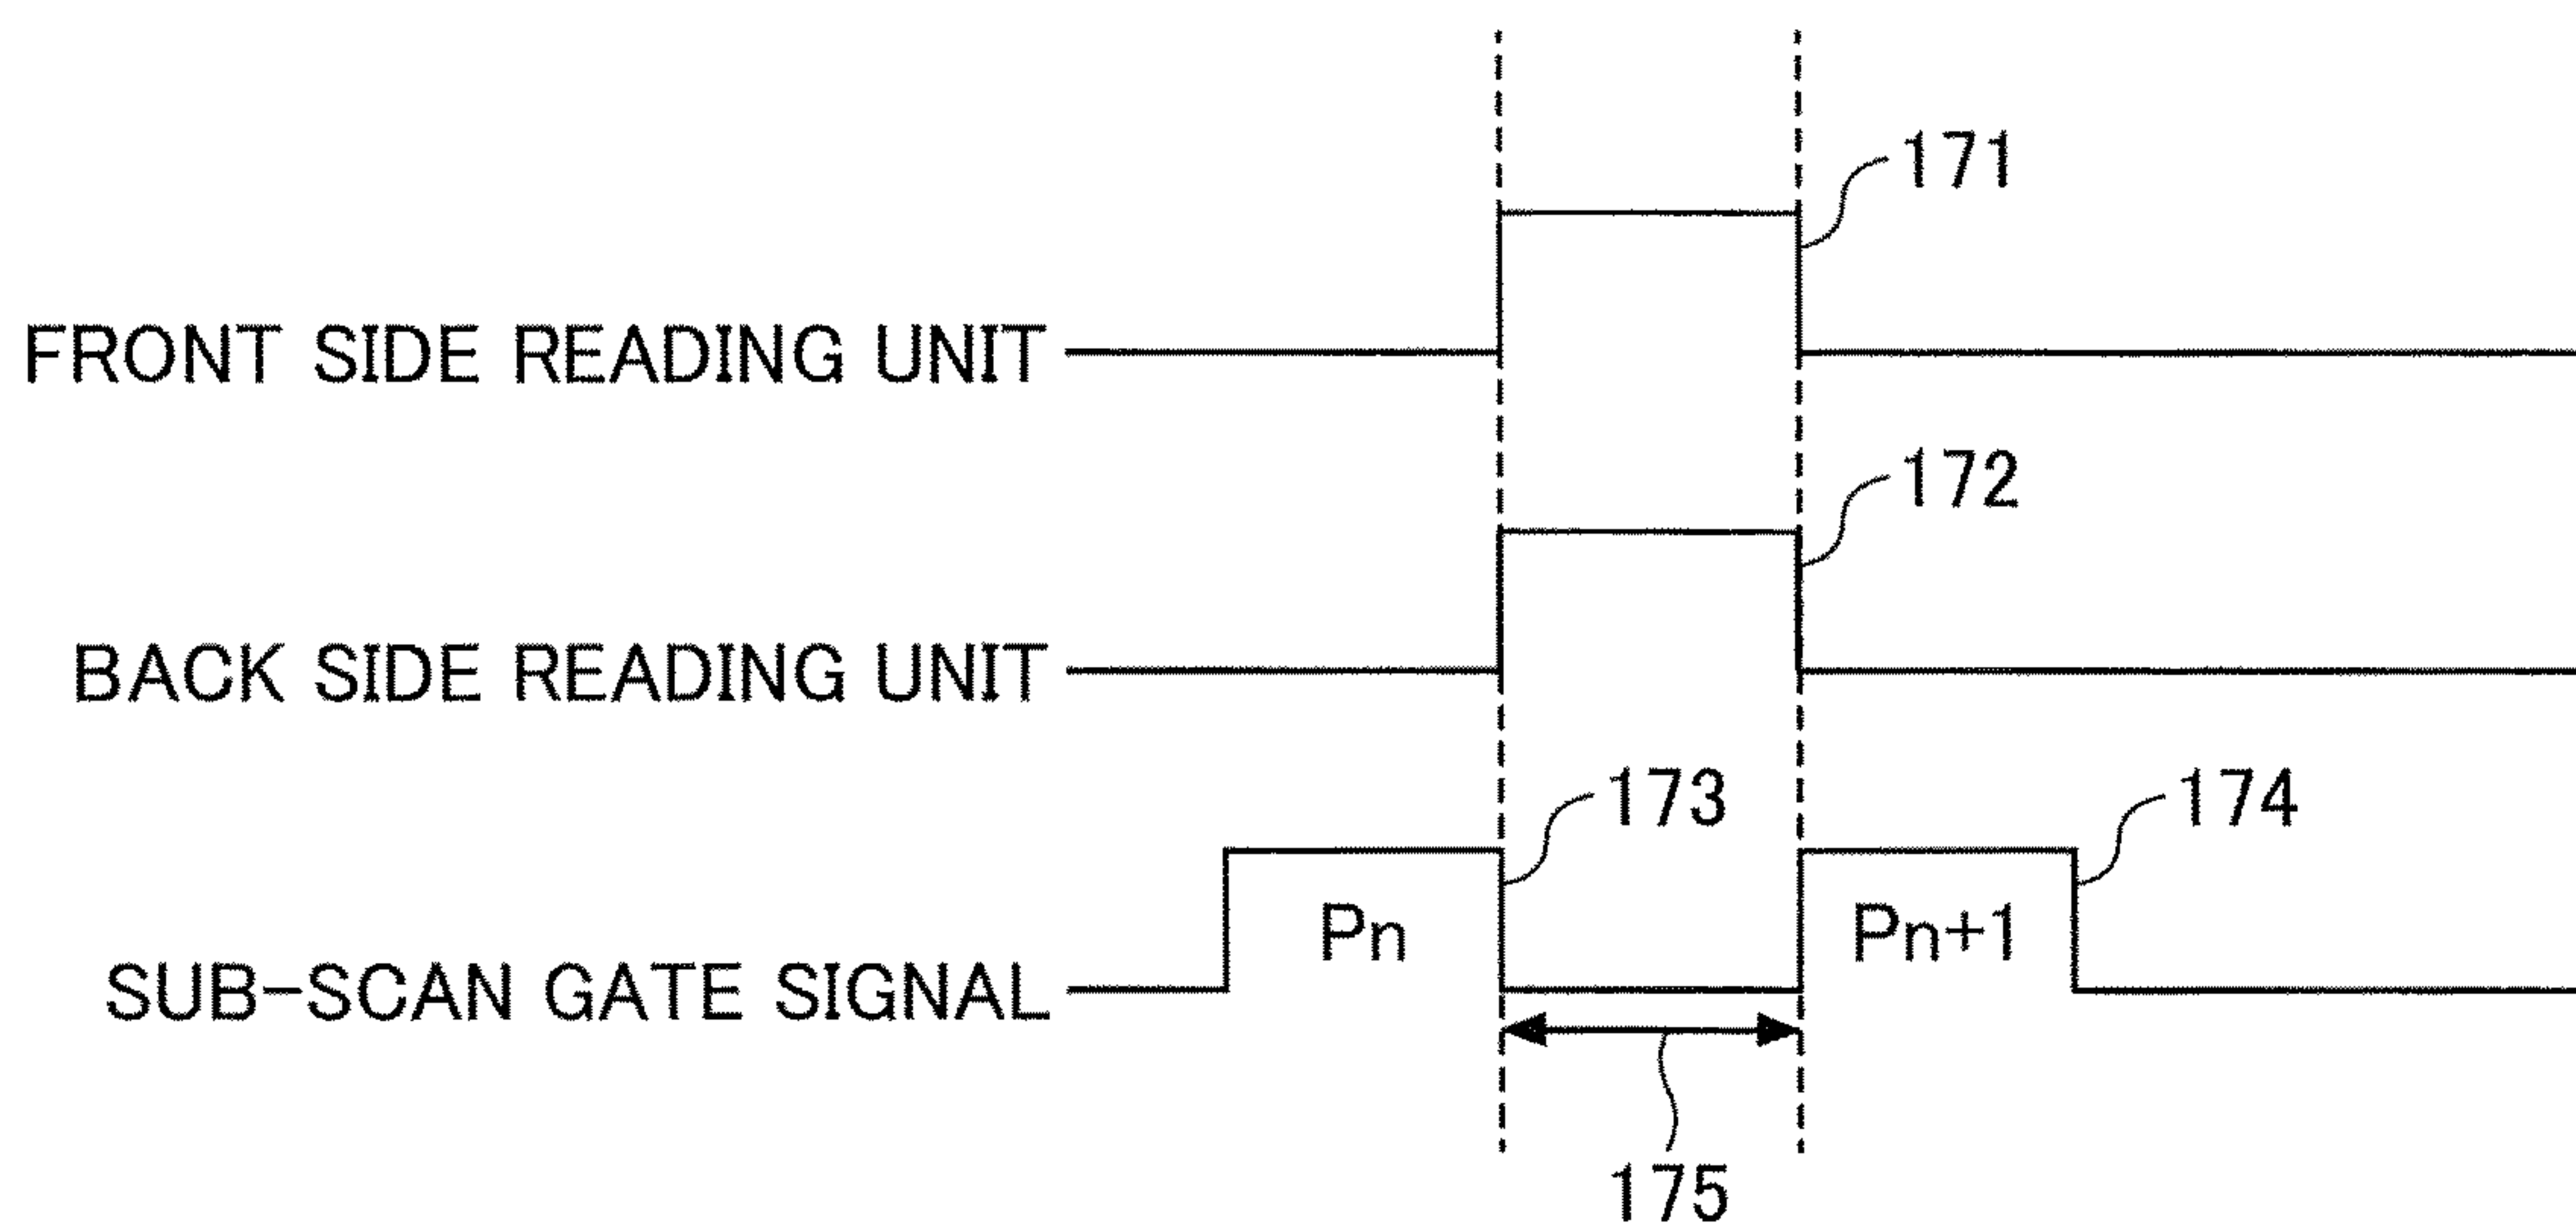 171
FRONT SIDE READING UNIT
172
BACK SIDE READING UNIT
173
174
Pn
Pn+1
SUB-SCAN GATE SIGNAL
175